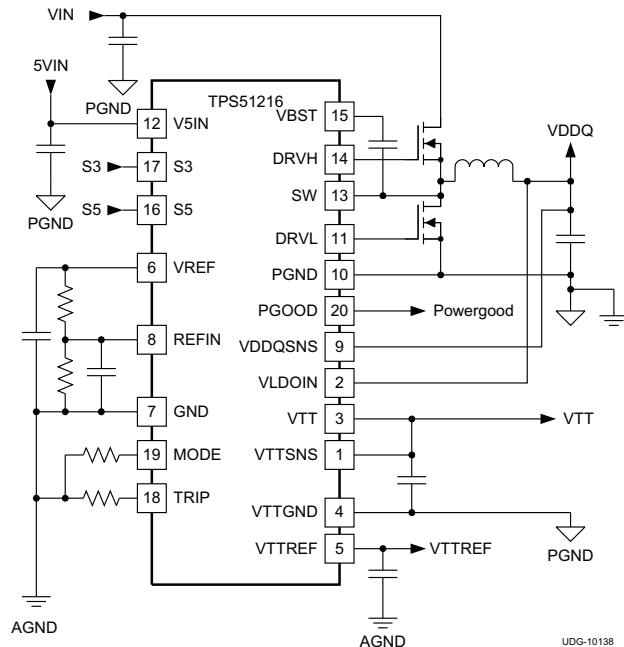 VIN
5VIN
PGND
TPS51216
12 V5IN
VBST 15
VDDQ
S3 17 S3
DRVH 14
S5 16 S5
SW 13
PGND
DRVL 11
6 VREF
PGND 10
PGOOD 20 Powergood
8 REFIN
VDDQSNS 9
VLDOIN 2
7 GND
VTT 3 VTT
19 MODE
VTTSNS 1
18 TRIP
VTTGND 4
PGND
VTTREF 5 VTTREF
AGND
AGND
UDG-10138